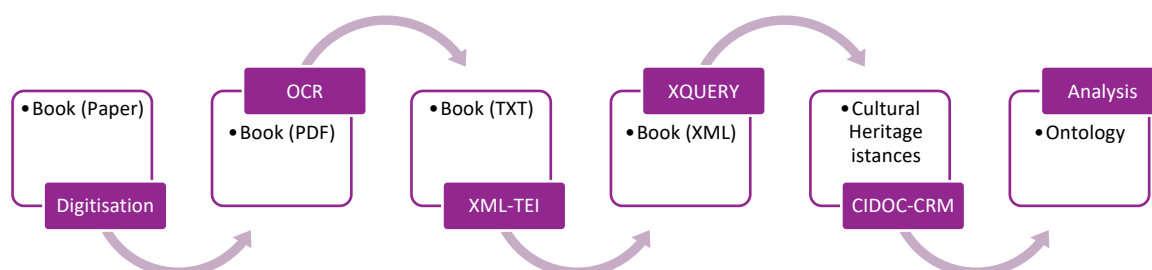 • Book (Paper)
Digitisation
OCR
• Book (PDF)
• Book (TXT)
XML-TEI
XQUERY
• Book (XML)
• Cultural
Heritage
istances
CIDOC-CRM
Analysis
• Ontology